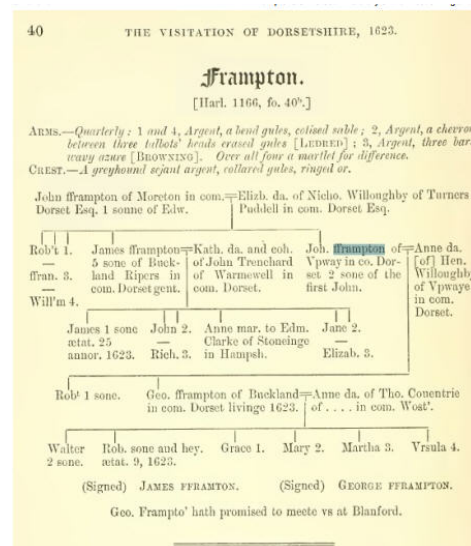 40 THE VISITATION OF DORSETSHIRE, 1623.
Frampton.
[Harl. 1166, fo. 40ᵇ.]
ARMS.—Quarterly: 1 and 4, Argent, a bend gules, cotised sable; 2, Argent, a chevro
between three talbots' heads erased gules [LEDRED]; 3, Argent, three bar
wavy azure [BROWNING]. Over all four a martlet for difference.
CREST.—A greyhound sejant argent, collared gules, ringed or.
John fframpton of Moreton in com.=Elizb. da. of Nicho. Willoughby of Turners
Dorset Esq. 1 sonne of Edw. Puddell in com. Dorset Esq.
Rob't 1. James fframpton=Kath. da. and coh. Joh. fframpton of=Anne da.
— 5 sone of Buck- of John Trenchard Vpway in co. Dor- [of] Hen.
ffran. 3. land Ripers in of Warmewell in set 2 sone of the Willoughby
— com. Dorset gent. com. Dorset. first John. of Vpwaye
Will'm 4. in com.
Dorset.
James 1 sone John 2. Anne mar. to Edm. Jane 2.
ætat. 25 — Clarke of Stoneinge —
annor. 1623. Rich. 3. in Hampsh. Elizab. 3.
Robᵗ 1 sone. Geo. fframpton of Buckland=Anne da. of Tho. Couentrie
in com. Dorset livinge 1623. of . . . . in com. Wost'.
Walter Rob. sone and hey. Grace 1. Mary 2. Martha 3. Vrsula 4.
2 sone. ætat. 9, 1623.
(Signed) JAMES FFRAMTON. (Signed) GEORGE FFRAMPTON.
Geo. Frampto' hath promised to meete vs at Blanford.